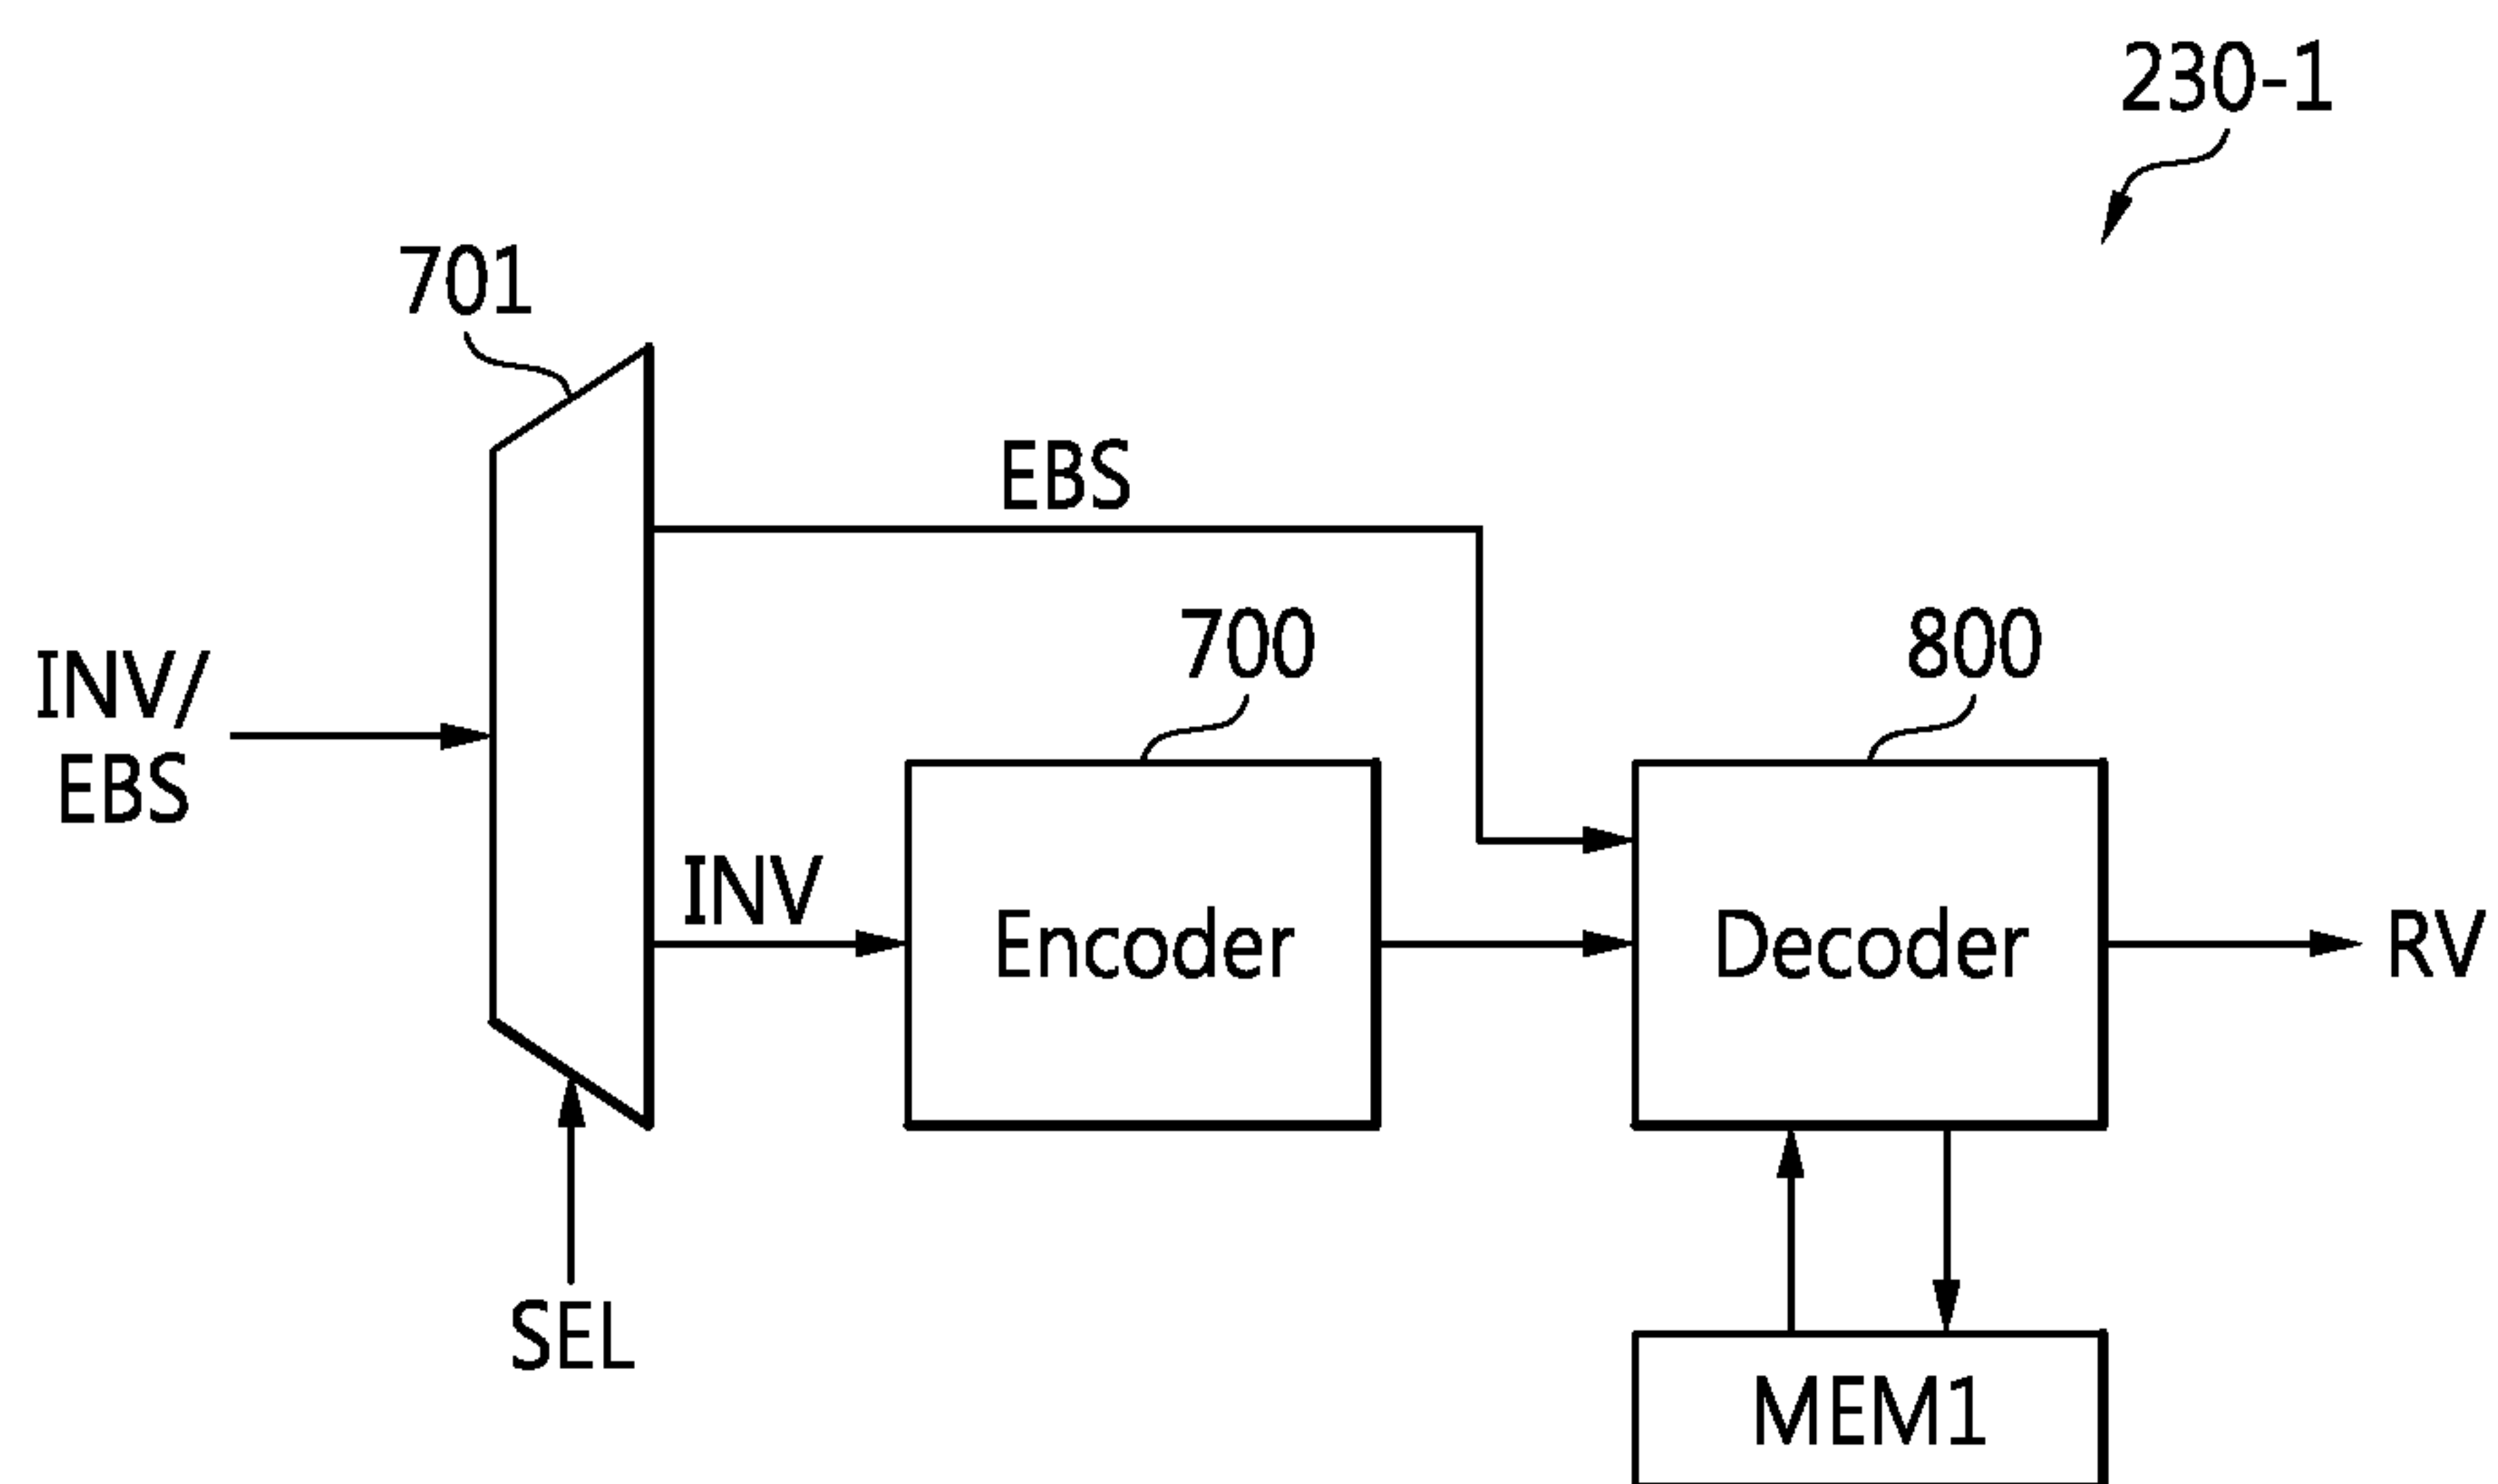 230-1
701
EBS
700
800
INV/
EBS
INV
Encoder
Decoder
RV
SEL
MEM1